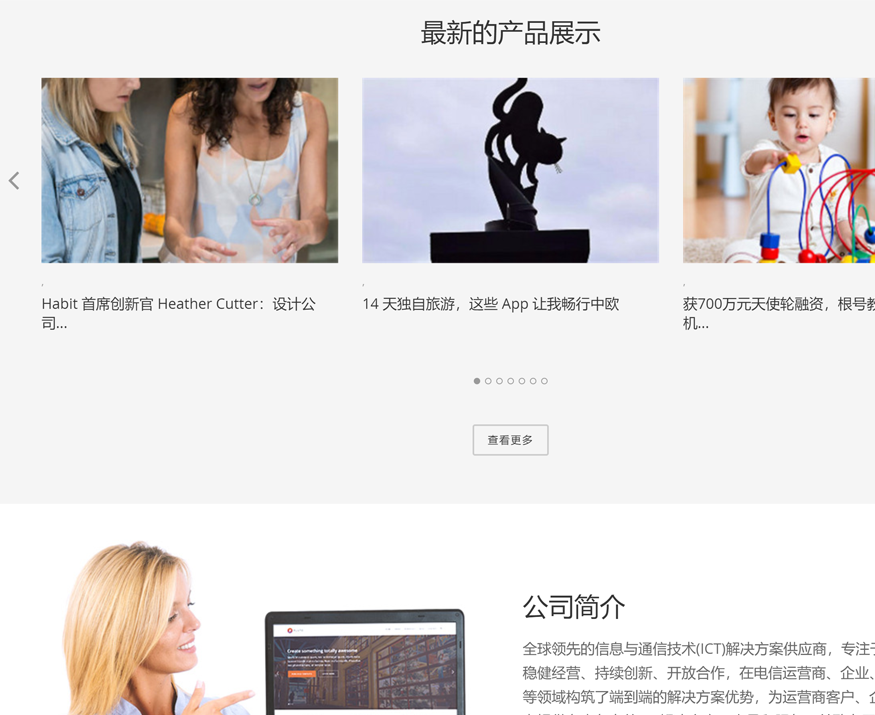 最新的产品展示
Habit 首席创新官 Heather Cutter：设计公
司...
14 天独自旅游，这些 App 让我畅行中欧
获700万元天使轮融资，根号教
机...
查看更多
公司简介
全球领先的信息与通信技术(ICT)解决方案供应商，专注于
稳健经营、持续创新、开放合作，在电信运营商、企业、
等领域构筑了端到端的解决方案优势，为运营商客户、企
Create something totally awesome